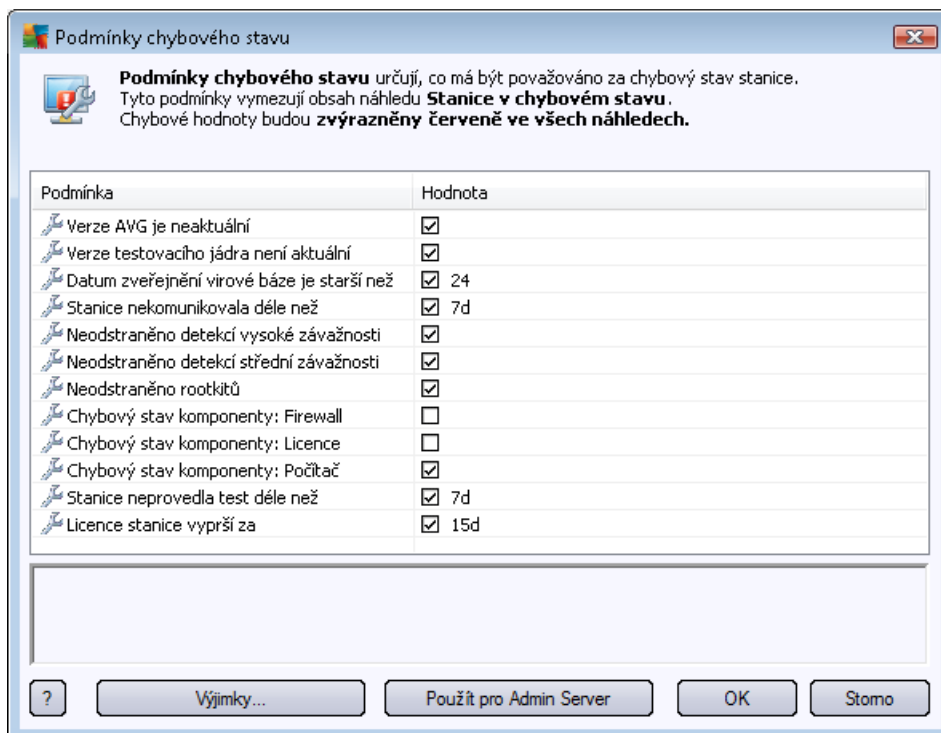 Podmínky chybového stavu
Podmínky chybového stavu určují, co má být považováno za chybový stav stanice.
Tyto podmínky vymezují obsah náhledu Stanice v chybovém stavu.
Chybové hodnoty budou zvýrazněny červeně ve všech náhledech.
Podmínka Hodnota
Verze AVG je neaktuální
Verze testovacího jádra není aktuální
Datum zveřejnění virové báze je starší než 24
Stanice nekomunikovala déle než 7d
Neodstraněno detekcí vysoké závažnosti
Neodstraněno detekcí střední závažnosti
Neodstraněno rootkitů
Chybový stav komponenty: Firewall
Chybový stav komponenty: Licence
Chybový stav komponenty: Počítač
Stanice neprovedla test déle než 7d
Licence stanice vyprší za 15d
? Výjimky... Použít pro Admin Server OK Storno